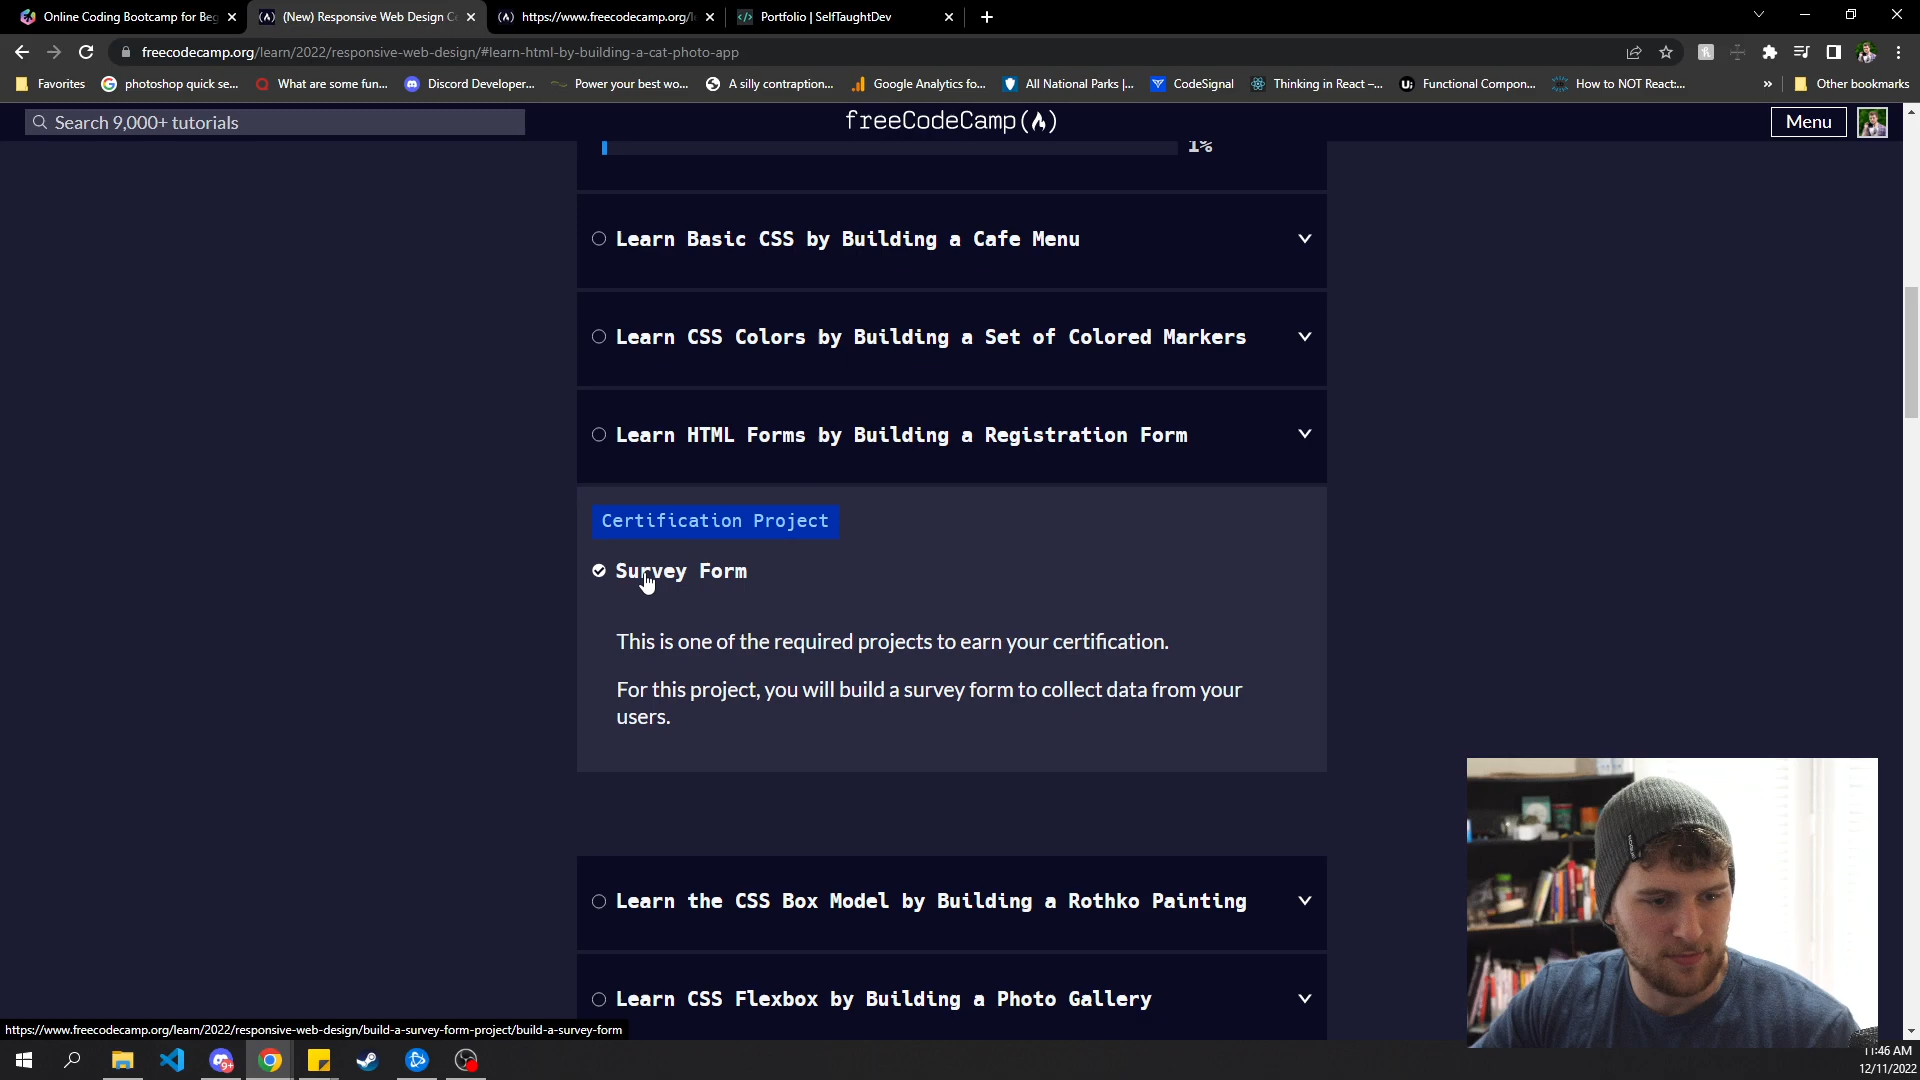 Online Coding Bootcamp for Beg
(New) Responsive Web Design C
https://www.freecodecamp.org/l
Portfolio | SelfTaughtDev
freecodecamp.org/learn/2022/responsive-web-design/#learn-html-by-building-a-cat-photo-app
Favorites
photoshop quick se...
What are some fun...
Discord Developer...
Power your best wo...
A silly contraption...
Google Analytics fo...
All National Parks |...
CodeSignal
Thinking in React –...
Functional Compon...
How to NOT React:...
»
Other bookmarks
Search 9,000+ tutorials
freeCodeCamp
Menu
1%
Learn Basic CSS by Building a Cafe Menu
Learn CSS Colors by Building a Set of Colored Markers
Learn HTML Forms by Building a Registration Form
Certification Project
Survey Form
This is one of the required projects to earn your certification.
For this project, you will build a survey form to collect data from your
users.
Learn the CSS Box Model by Building a Rothko Painting
Learn CSS Flexbox by Building a Photo Gallery
https://www.freecodecamp.org/learn/2022/responsive-web-design/build-a-survey-form-project/build-a-survey-form
9+
11:46 AM
12/11/2022